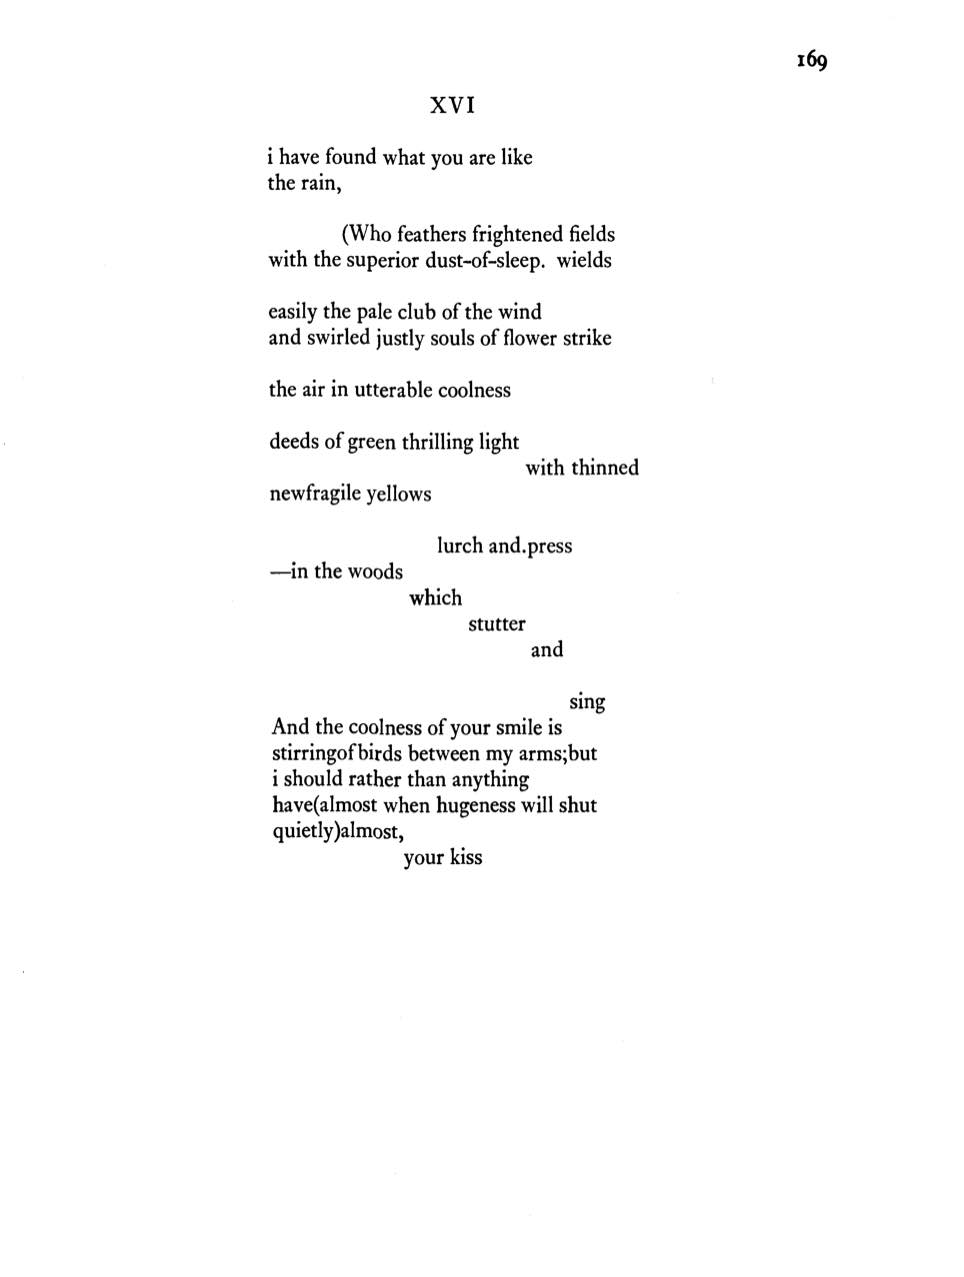 169
XVI
i have found what you are like
the rain,
(Who feathers frightened fields
with the superior dust-of-sleep. wields
easily the pale club of the wind
and swirled justly souls of flower strike
the air in utterable coolness
deeds of green thrilling light
with thinned
newfragile yellows
lurch and.press
—in the woods
which
stutter
and
sing
And the coolness of your smile is
stirringofbirds between my arms;but
i should rather than anything
have(almost when hugeness will shut
quietly)almost,
your kiss